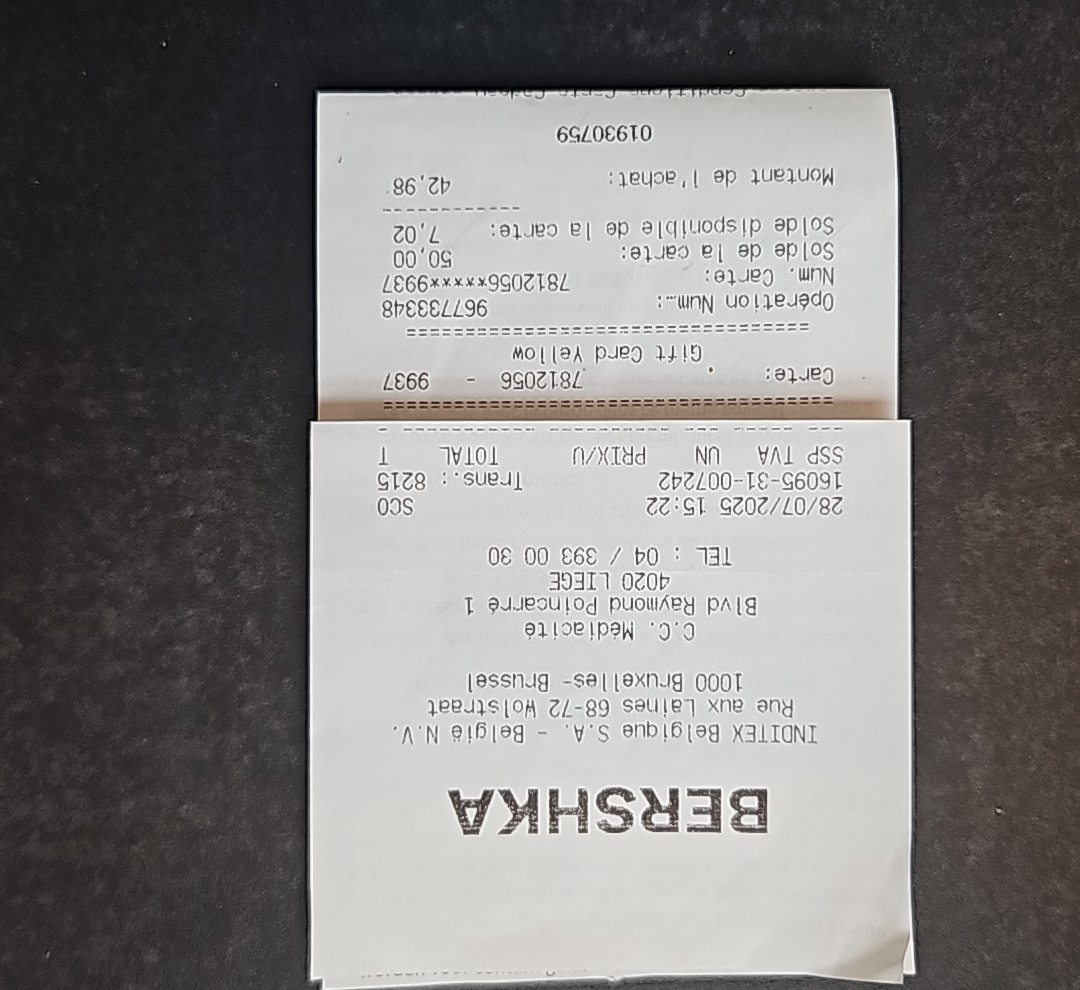 BERSHKA
INDITEX Belgique S.A. - België N.V.
Rue aux Laines 68-72 Wolstraat
1000 Bruxelles- Brussel
C.C. Médiacité
Blvd Raymond Poincarré 1
4020 LIEGE
TEL : 04 / 393 00 30
28/07/2025 15:22 SCO
16095-31-007242 Trans.: 8215
SSP TVA UN PRIX/U TOTAL T
Carte: 7812056 - 9937
Gift Card Yellow
Opération Num..: 967733348
Num. Carte: 7812056******9937
Solde de la carte: 50,00
Solde disponible de la carte: 7,02
Montant de l'achat: 42,98
01930759
Conditions Carte Cadeau